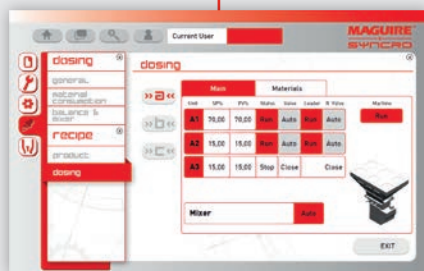 Current User
MAGUIRE
SYNCRO
dosing
general
material
consumption
balance &
mixer
recipe
product
dosing
dosing
Main Materials
Unit SP% PV% Status Valve Loader R Valve Machine
A1 70,00 70,00 Run Auto Run Auto Run
A2 15,00 15,00 Run Auto Run Auto
A3 15,00 15,00 Stop Close Close
»a«
»b«
»c«
Mixer Auto
EXIT